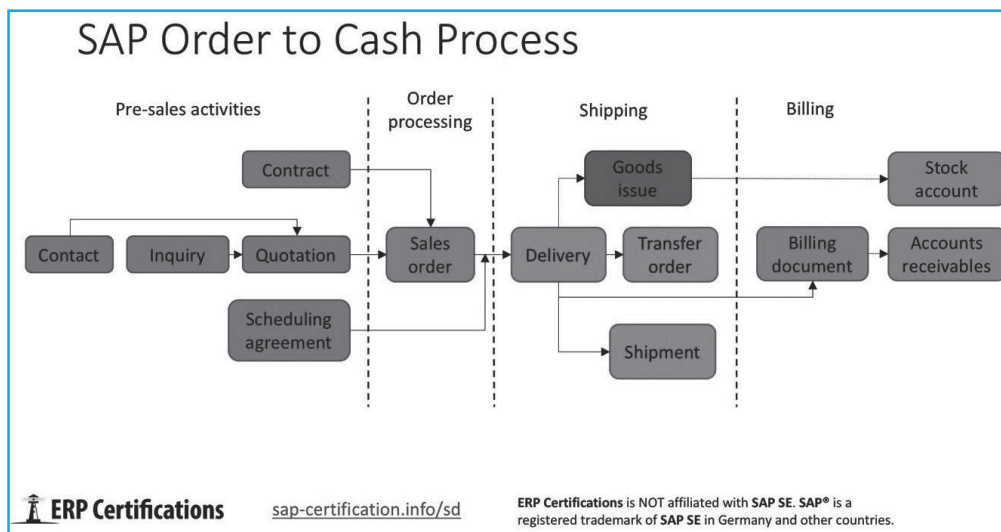 SAP Order to Cash Process
Pre-sales activities
Order
processing
Shipping
Billing
Contract
Goods
issue
Stock
account
Contact
Inquiry
Quotation
Sales
order
Delivery
Transfer
order
Billing
document
Accounts
receivables
Scheduling
agreement
Shipment
ERP Certifications
sap-certification.info/sd
ERP Certifications is NOT affiliated with SAP SE. SAP® is a
registered trademark of SAP SE in Germany and other countries.